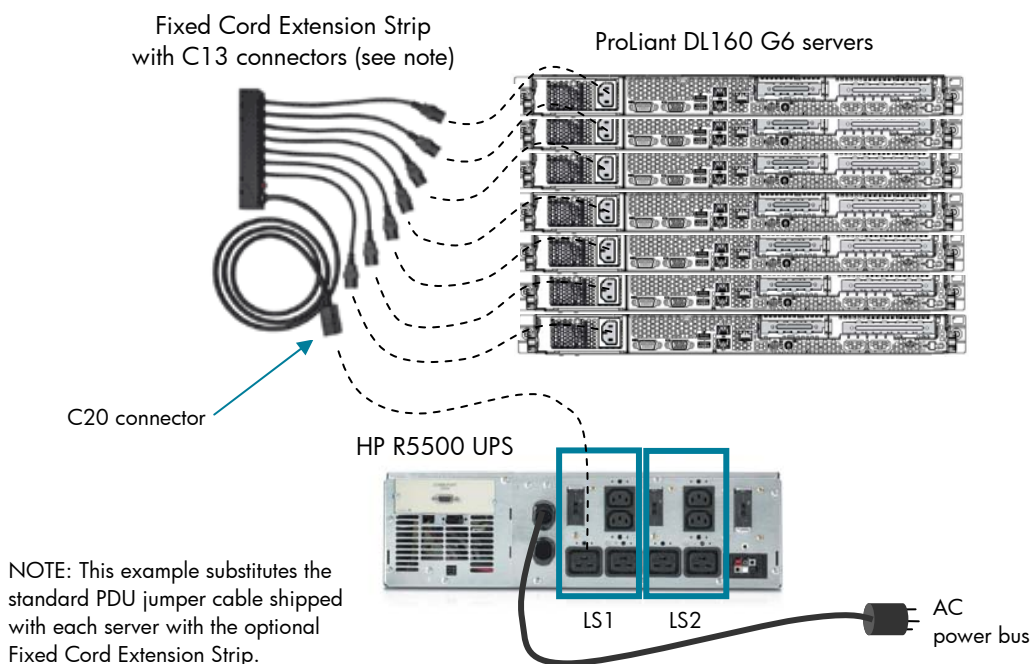 Fixed Cord Extension Strip
with C13 connectors (see note)
ProLiant DL160 G6 servers
C20 connector
HP R5500 UPS
LS1
LS2
AC
power bus
NOTE: This example substitutes the
standard PDU jumper cable shipped
with each server with the optional
Fixed Cord Extension Strip.